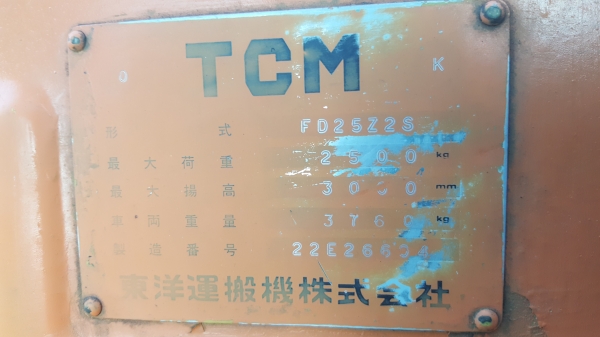 TCM
O K
形 式 FD25Z2S
最大荷重 2500 kg
最大揚高 3000 mm
車両重量 3760 kg
製造番号
東洋運搬機株式会社